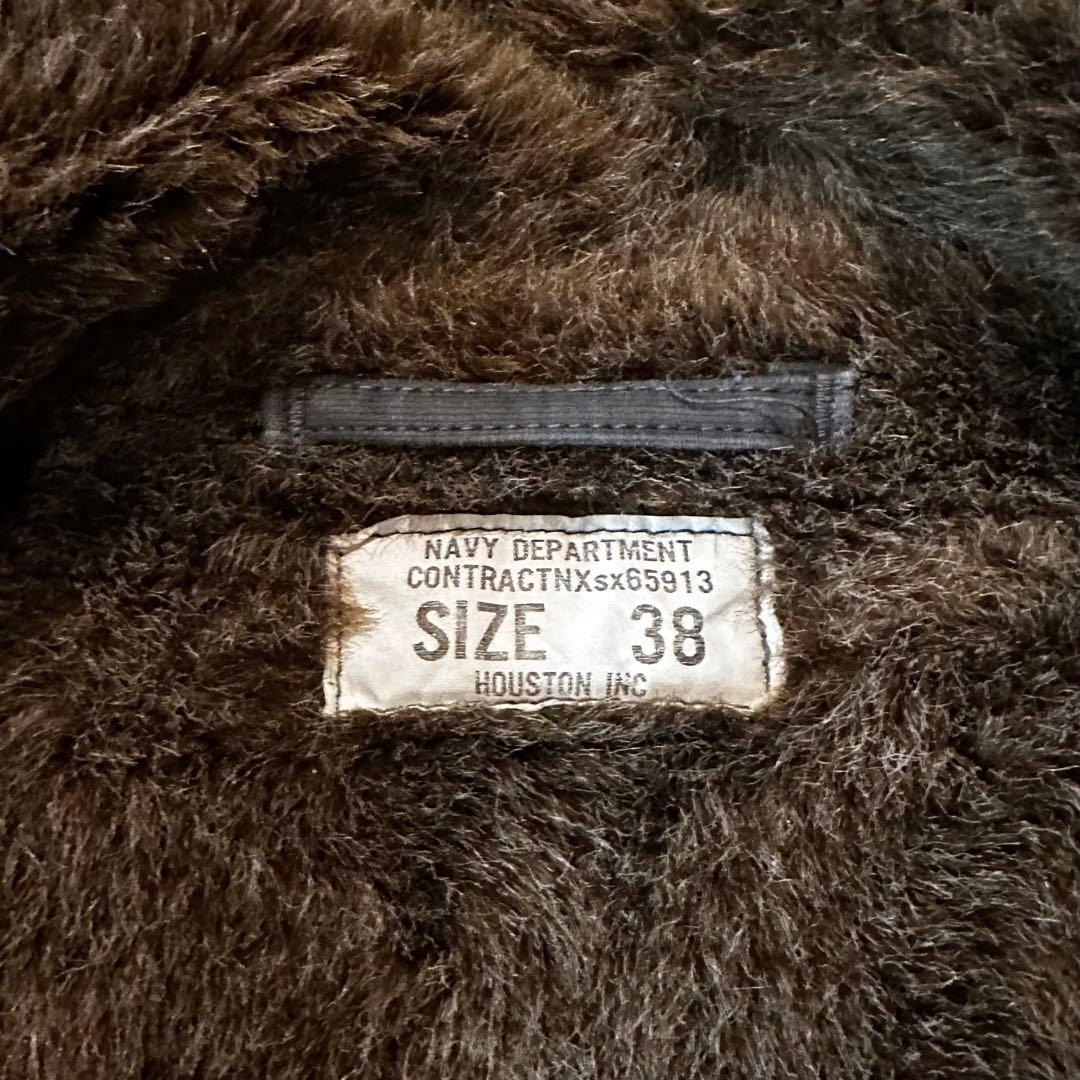 NAVY DEPARTMENT
CONTRACTNXsx65913
SIZE 38
HOUSTON INC